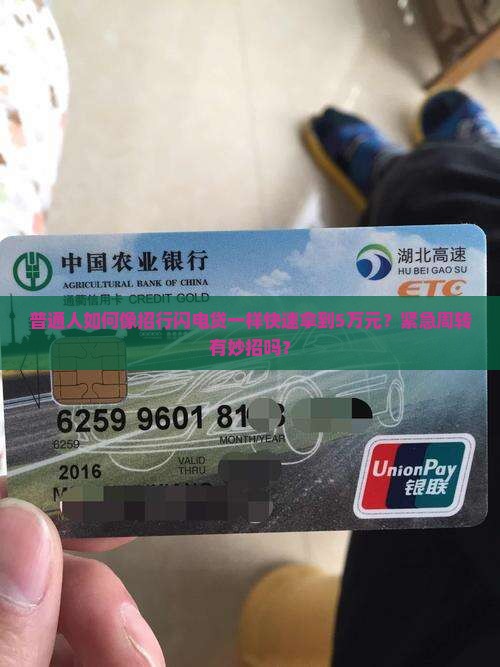 中国农业银行
AGRICULTURAL BANK OF CHINA
信用卡 CREDIT GOLD
湖北高速
HU BEI GAO SU
ETC
普通人如何像招行闪电贷一样快速拿到5万元？紧急周转
有妙招吗？
6259 9601 81
6259
MONTH/YEAR
2016
VALID
THRU
UnionPay
银联